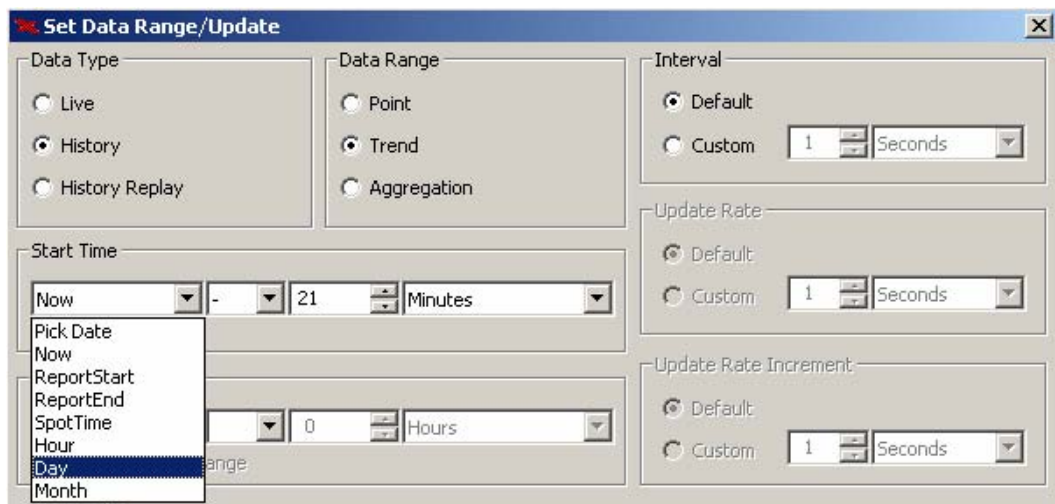 Set Data Range/Update
Data Type
Live
History
History Replay
Data Range
Point
Trend
Aggregation
Interval
Default
Custom 1 Seconds
Update Rate
Default
Custom 1 Seconds
Start Time
Now - 21 Minutes
Pick Date
Now
ReportStart
ReportEnd
SpotTime
Hour
Day
Month
0 Hours
ange
Update Rate Increment
Default
Custom 1 Seconds